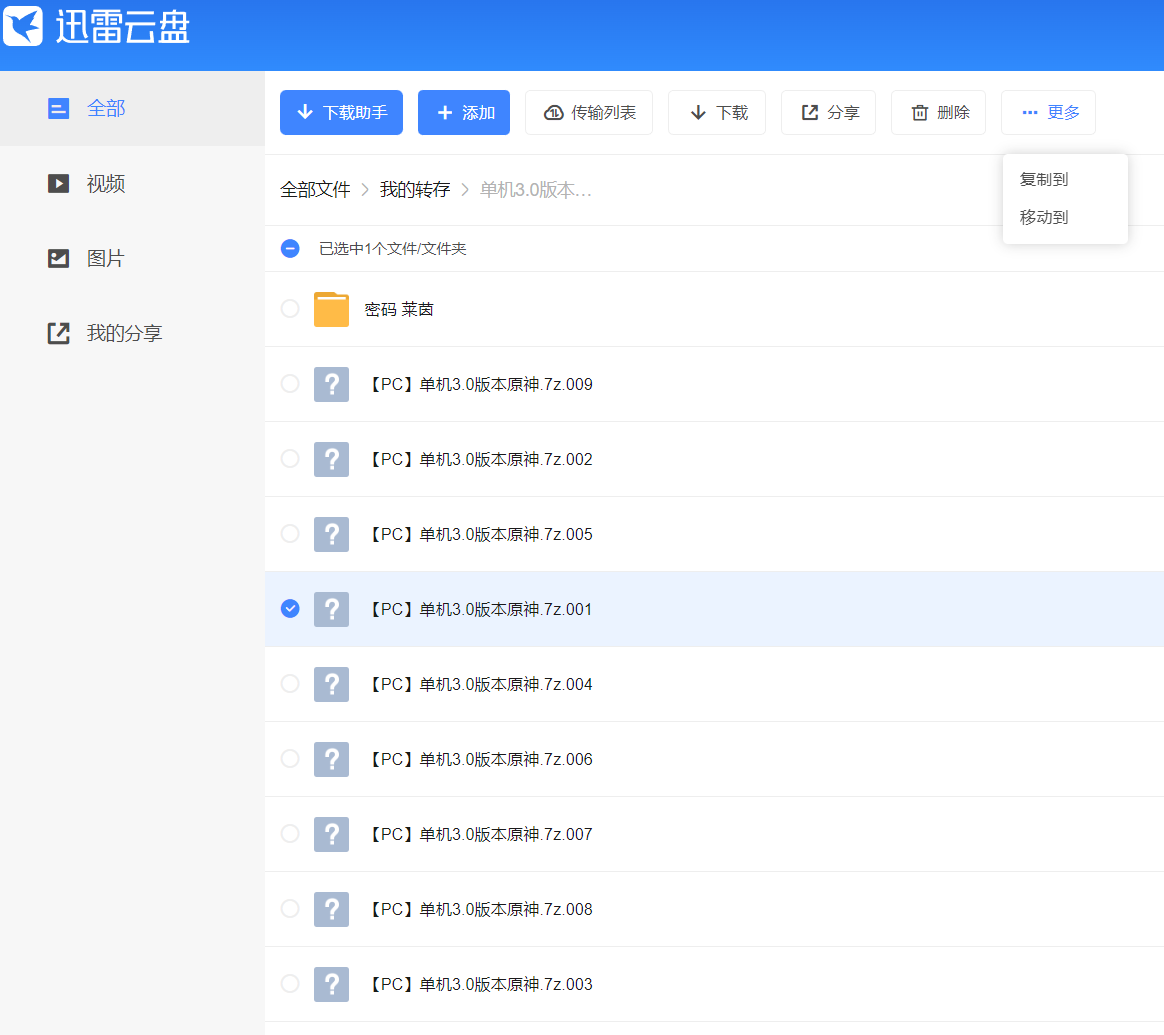 迅雷云盘
全部
视频
图片
我的分享
下载助手 添加 传输列表 下载 分享 删除 更多
复制到
移动到
全部文件 > 我的转存 > 单机3.0版本…
已选中1个文件/文件夹
密码 莱茵
【PC】单机3.0版本原神.7z.009
【PC】单机3.0版本原神.7z.002
【PC】单机3.0版本原神.7z.005
【PC】单机3.0版本原神.7z.001
【PC】单机3.0版本原神.7z.004
【PC】单机3.0版本原神.7z.006
【PC】单机3.0版本原神.7z.007
【PC】单机3.0版本原神.7z.008
【PC】单机3.0版本原神.7z.003